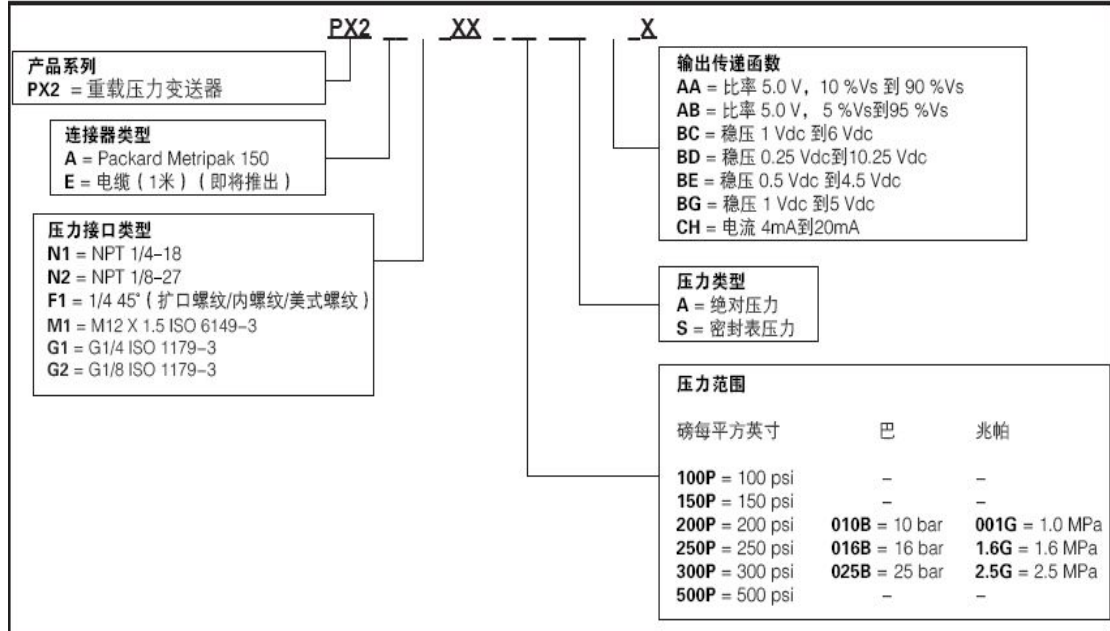 PX2 _ _ _XX _ _ _ _ _X
产品系列
PX2 = 重载压力变送器
连接器类型
A = Packard Metripak 150
E = 电缆（1米）（即将推出）
压力接口类型
N1 = NPT 1/4–18
N2 = NPT 1/8–27
F1 = 1/4 45°（扩口螺纹/内螺纹/美式螺纹）
M1 = M12 X 1.5 ISO 6149–3
G1 = G1/4 ISO 1179–3
G2 = G1/8 ISO 1179–3
输出传递函数
AA = 比率 5.0 V，10 %Vs 到 90 %Vs
AB = 比率 5.0 V， 5 %Vs到95 %Vs
BC = 稳压 1 Vdc 到6 Vdc
BD = 稳压 0.25 Vdc到10.25 Vdc
BE = 稳压 0.5 Vdc 到4.5 Vdc
BG = 稳压 1 Vdc 到5 Vdc
CH = 电流 4mA到20mA
压力类型
A = 绝对压力
S = 密封表压力
压力范围
磅每平方英寸 巴 兆帕
100P = 100 psi – –
150P = 150 psi – –
200P = 200 psi 010B = 10 bar 001G = 1.0 MPa
250P = 250 psi 016B = 16 bar 1.6G = 1.6 MPa
300P = 300 psi 025B = 25 bar 2.5G = 2.5 MPa
500P = 500 psi – –